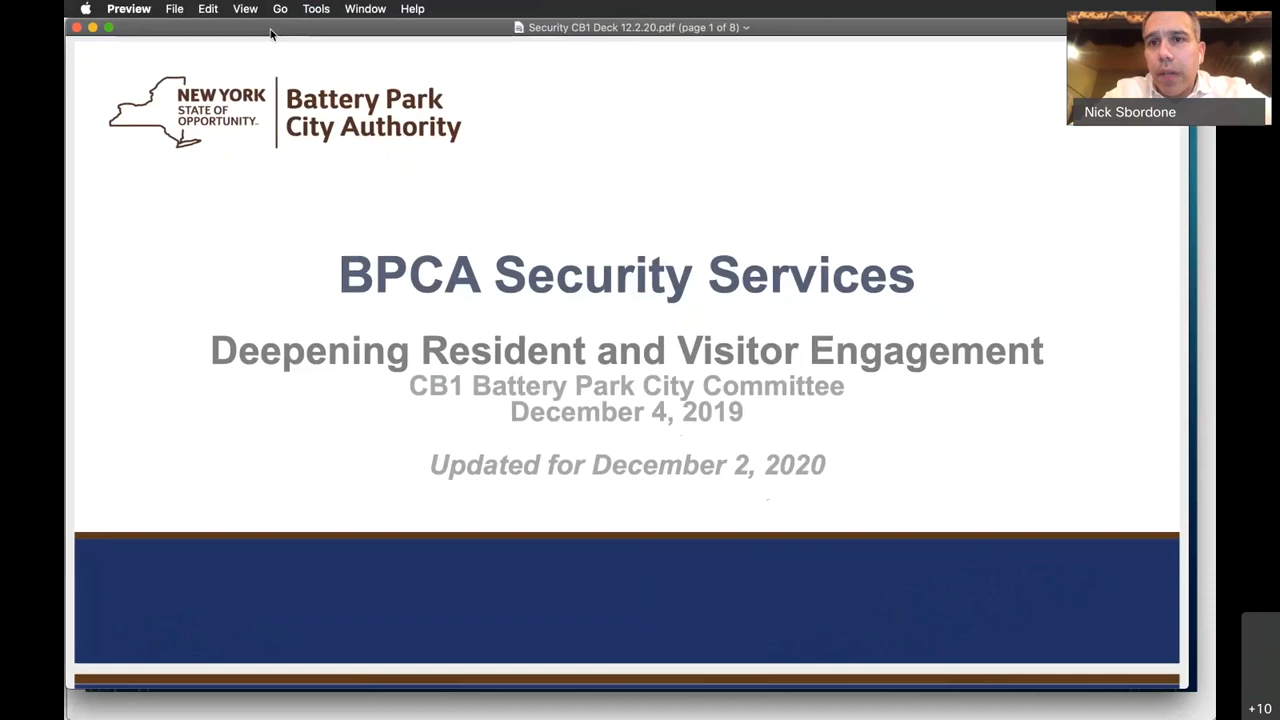 Preview File Edit View Go Tools Window Help
Security CB1 Deck 12.2.20.pdf (page 1 of 8)
Nick Sbordone
NEW YORK
STATE OF
OPPORTUNITY™
Battery Park
City Authority
BPCA Security Services
Deepening Resident and Visitor Engagement
CB1 Battery Park City Committee
December 4, 2019
Updated for December 2, 2020
+10